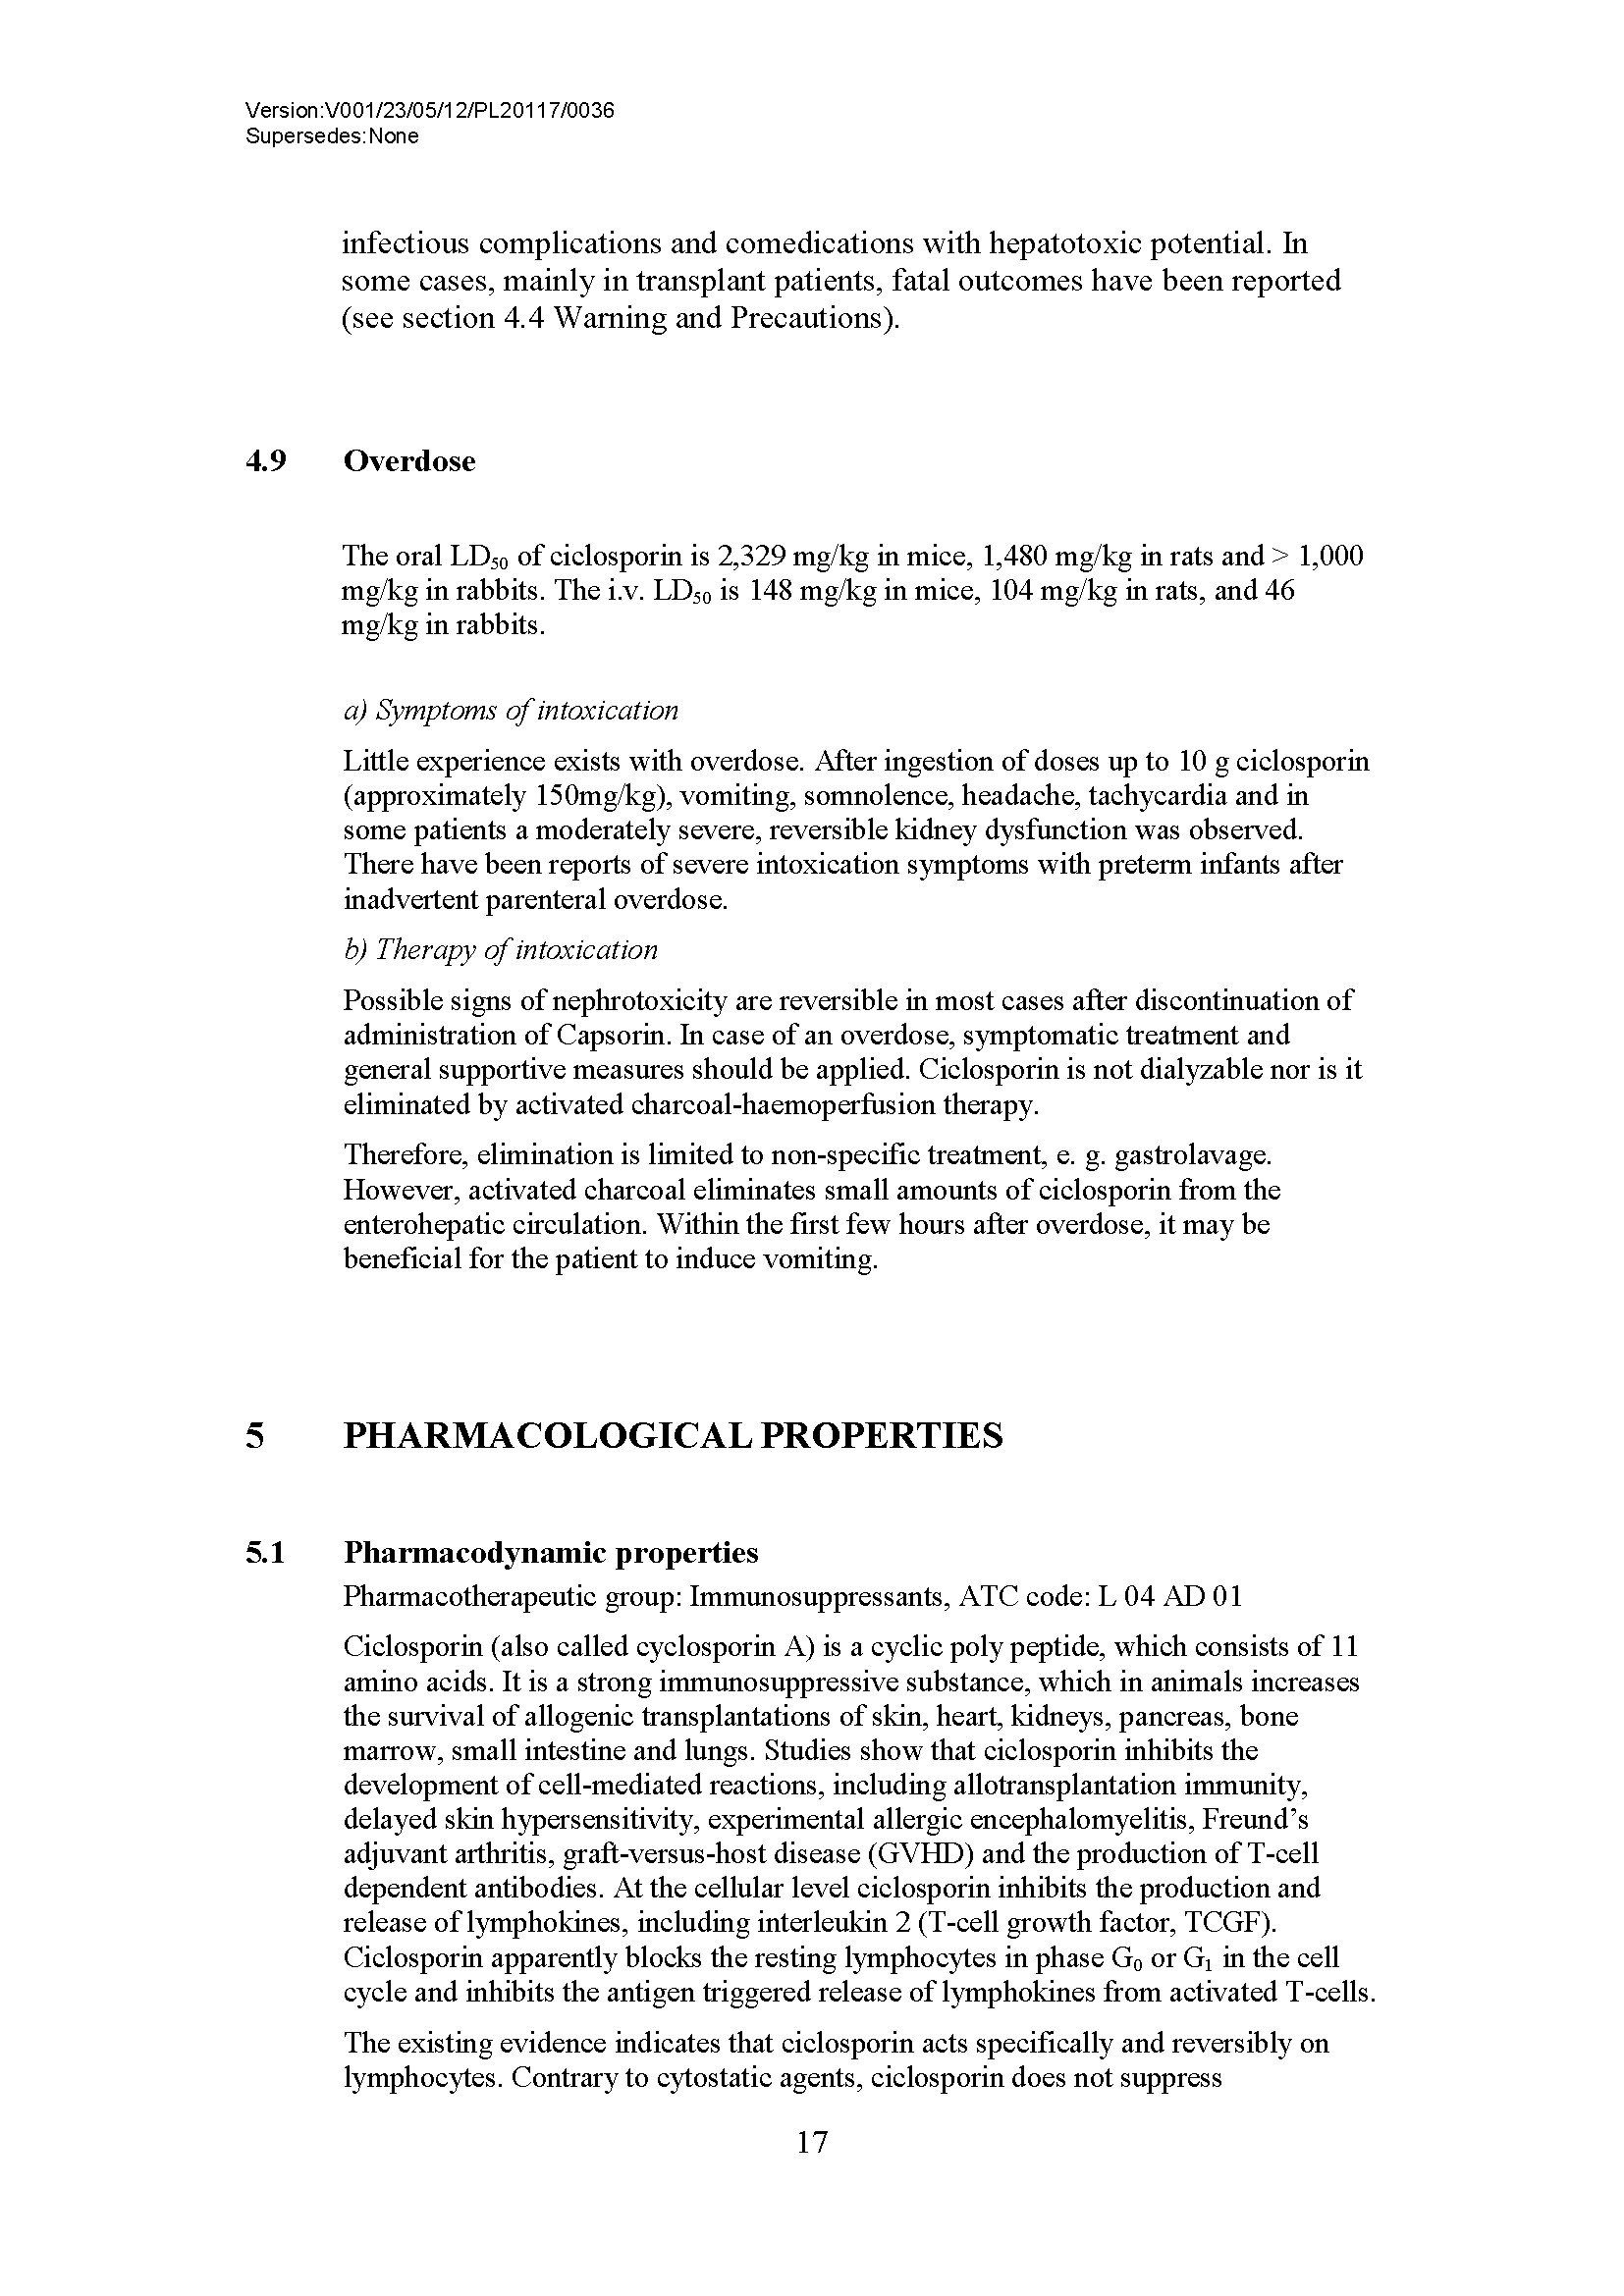 Version:V001/23/05/12/PL20117/0036
Supersedes:None
infectious complications and comedications with hepatotoxic potential. In
some cases, mainly in transplant patients, fatal outcomes have been reported
(see section 4.4 Warning and Precautions).
4.9 Overdose
The oral LD50 of ciclosporin is 2,329 mg/kg in mice, 1,480 mg/kg in rats and > 1,000
mg/kg in rabbits. The i.v. LD50 is 148 mg/kg in mice, 104 mg/kg in rats, and 46
mg/kg in rabbits.
a) Symptoms of intoxication
Little experience exists with overdose. After ingestion of doses up to 10 g ciclosporin
(approximately 150mg/kg), vomiting, somnolence, headache, tachycardia and in
some patients a moderately severe, reversible kidney dysfunction was observed.
There have been reports of severe intoxication symptoms with preterm infants after
inadvertent parenteral overdose.
b) Therapy of intoxication
Possible signs of nephrotoxicity are reversible in most cases after discontinuation of
administration of Capsorin. In case of an overdose, symptomatic treatment and
general supportive measures should be applied. Ciclosporin is not dialyzable nor is it
eliminated by activated charcoal-haemoperfusion therapy.
Therefore, elimination is limited to non-specific treatment, e. g. gastrolavage.
However, activated charcoal eliminates small amounts of ciclosporin from the
enterohepatic circulation. Within the first few hours after overdose, it may be
beneficial for the patient to induce vomiting.
5 PHARMACOLOGICAL PROPERTIES
5.1 Pharmacodynamic properties
Pharmacotherapeutic group: Immunosuppressants, ATC code: L 04 AD 01
Ciclosporin (also called cyclosporin A) is a cyclic poly peptide, which consists of 11
amino acids. It is a strong immunosuppressive substance, which in animals increases
the survival of allogenic transplantations of skin, heart, kidneys, pancreas, bone
marrow, small intestine and lungs. Studies show that ciclosporin inhibits the
development of cell-mediated reactions, including allotransplantation immunity,
delayed skin hypersensitivity, experimental allergic encephalomyelitis, Freund’s
adjuvant arthritis, graft-versus-host disease (GVHD) and the production of T-cell
dependent antibodies. At the cellular level ciclosporin inhibits the production and
release of lymphokines, including interleukin 2 (T-cell growth factor, TCGF).
Ciclosporin apparently blocks the resting lymphocytes in phase G0 or G1 in the cell
cycle and inhibits the antigen triggered release of lymphokines from activated T-cells.
The existing evidence indicates that ciclosporin acts specifically and reversibly on
lymphocytes. Contrary to cytostatic agents, ciclosporin does not suppress
17